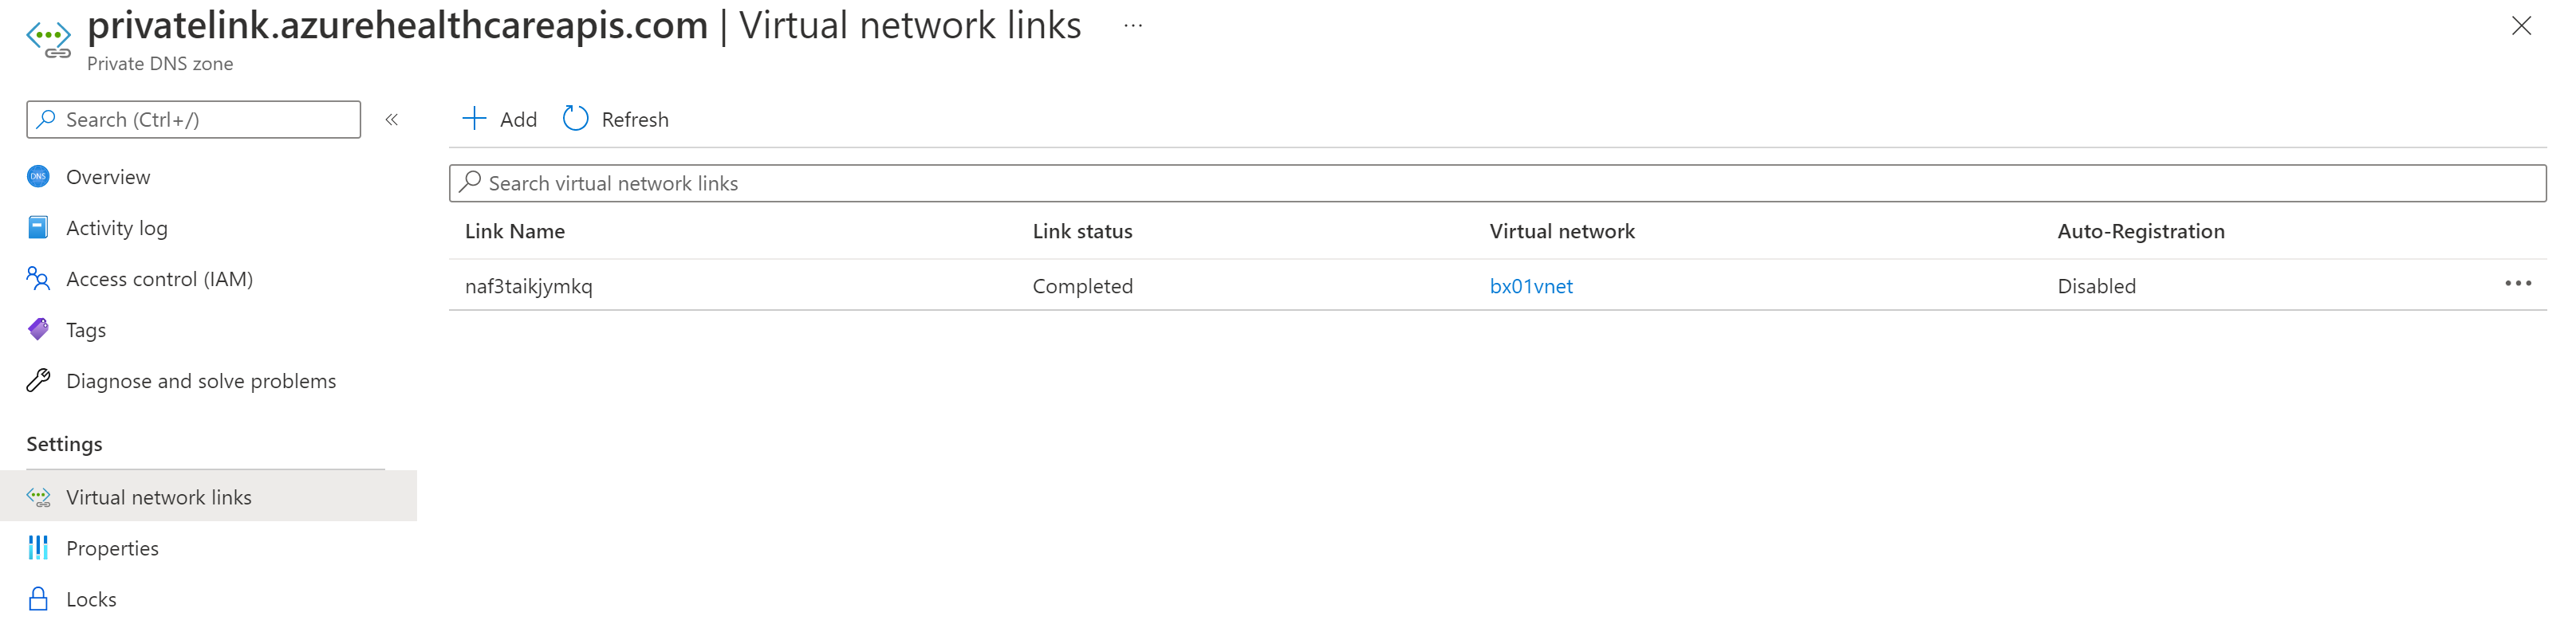 privatelink.azurehealthcareapis.com | Virtual network links ...
Private DNS zone
Search (Ctrl+/)
«
Overview
Activity log
Access control (IAM)
Tags
Diagnose and solve problems
Settings
Virtual network links
Properties
Locks
Add Refresh
Search virtual network links
Link Name Link status Virtual network Auto-Registration
naf3taikjymkq Completed bx01vnet Disabled ...